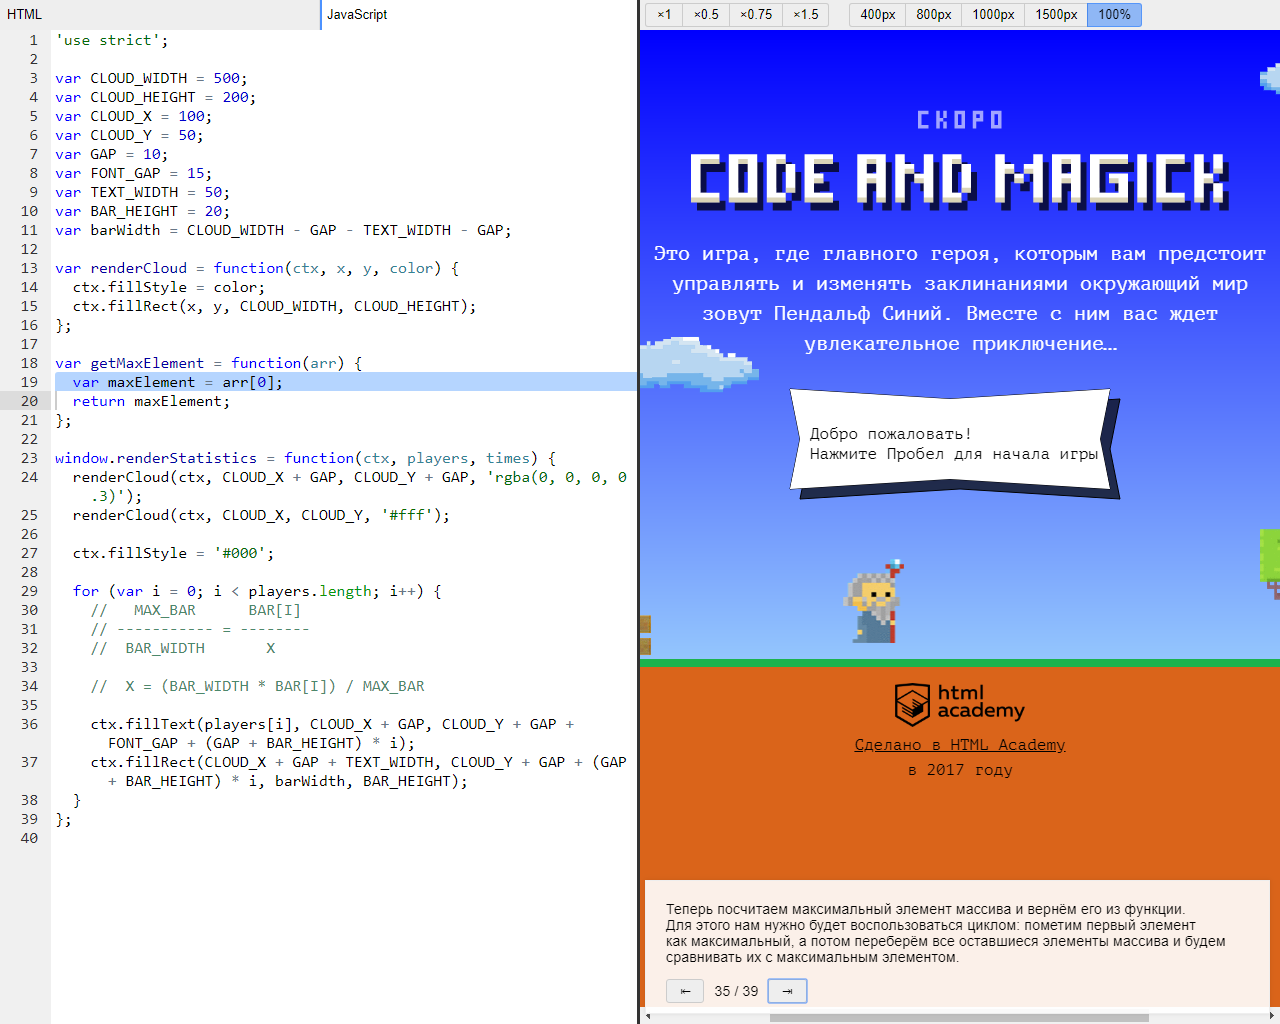 HTML
JavaScript
×1 ×0.5 ×0.75 ×1.5 400px 800px 1000px 1500px 100%
1 'use strict';
2
3 var CLOUD_WIDTH = 500;
4 var CLOUD_HEIGHT = 200;
5 var CLOUD_X = 100;
6 var CLOUD_Y = 50;
7 var GAP = 10;
8 var FONT_GAP = 15;
9 var TEXT_WIDTH = 50;
10 var BAR_HEIGHT = 20;
11 var barWidth = CLOUD_WIDTH - GAP - TEXT_WIDTH - GAP;
12
13 var renderCloud = function(ctx, x, y, color) {
14 ctx.fillStyle = color;
15 ctx.fillRect(x, y, CLOUD_WIDTH, CLOUD_HEIGHT);
16 };
17
18 var getMaxElement = function(arr) {
19 var maxElement = arr[0];
20 return maxElement;
21 };
22
23 window.renderStatistics = function(ctx, players, times) {
24 renderCloud(ctx, CLOUD_X + GAP, CLOUD_Y + GAP, 'rgba(0, 0, 0, 0
.3)');
25 renderCloud(ctx, CLOUD_X, CLOUD_Y, '#fff');
26
27 ctx.fillStyle = '#000';
28
29 for (var i = 0; i < players.length; i++) {
30 // MAX_BAR BAR[I]
31 // ----------- = --------
32 // BAR_WIDTH X
33
34 // X = (BAR_WIDTH * BAR[I]) / MAX_BAR
35
36 ctx.fillText(players[i], CLOUD_X + GAP, CLOUD_Y + GAP +
FONT_GAP + (GAP + BAR_HEIGHT) * i);
37 ctx.fillRect(CLOUD_X + GAP + TEXT_WIDTH, CLOUD_Y + GAP + (GAP
+ BAR_HEIGHT) * i, barWidth, BAR_HEIGHT);
38 }
39 };
40
СКОРО
CODE AND MAGICK
Это игра, где главного героя, которым вам предстоит
управлять и изменять заклинаниями окружающий мир
зовут Пендальф Синий. Вместе с ним вас ждет
увлекательное приключение…
Добро пожаловать!
Нажмите Пробел для начала игры
html
academy
Сделано в HTML Academy
в 2017 году
Теперь посчитаем максимальный элемент массива и вернём его из функции.
Для этого нам нужно будет воспользоваться циклом: пометим первый элемент
как максимальный, а потом переберём все оставшиеся элементы массива и будем
сравнивать их с максимальным элементом.
⇤ 35 / 39 ⇥